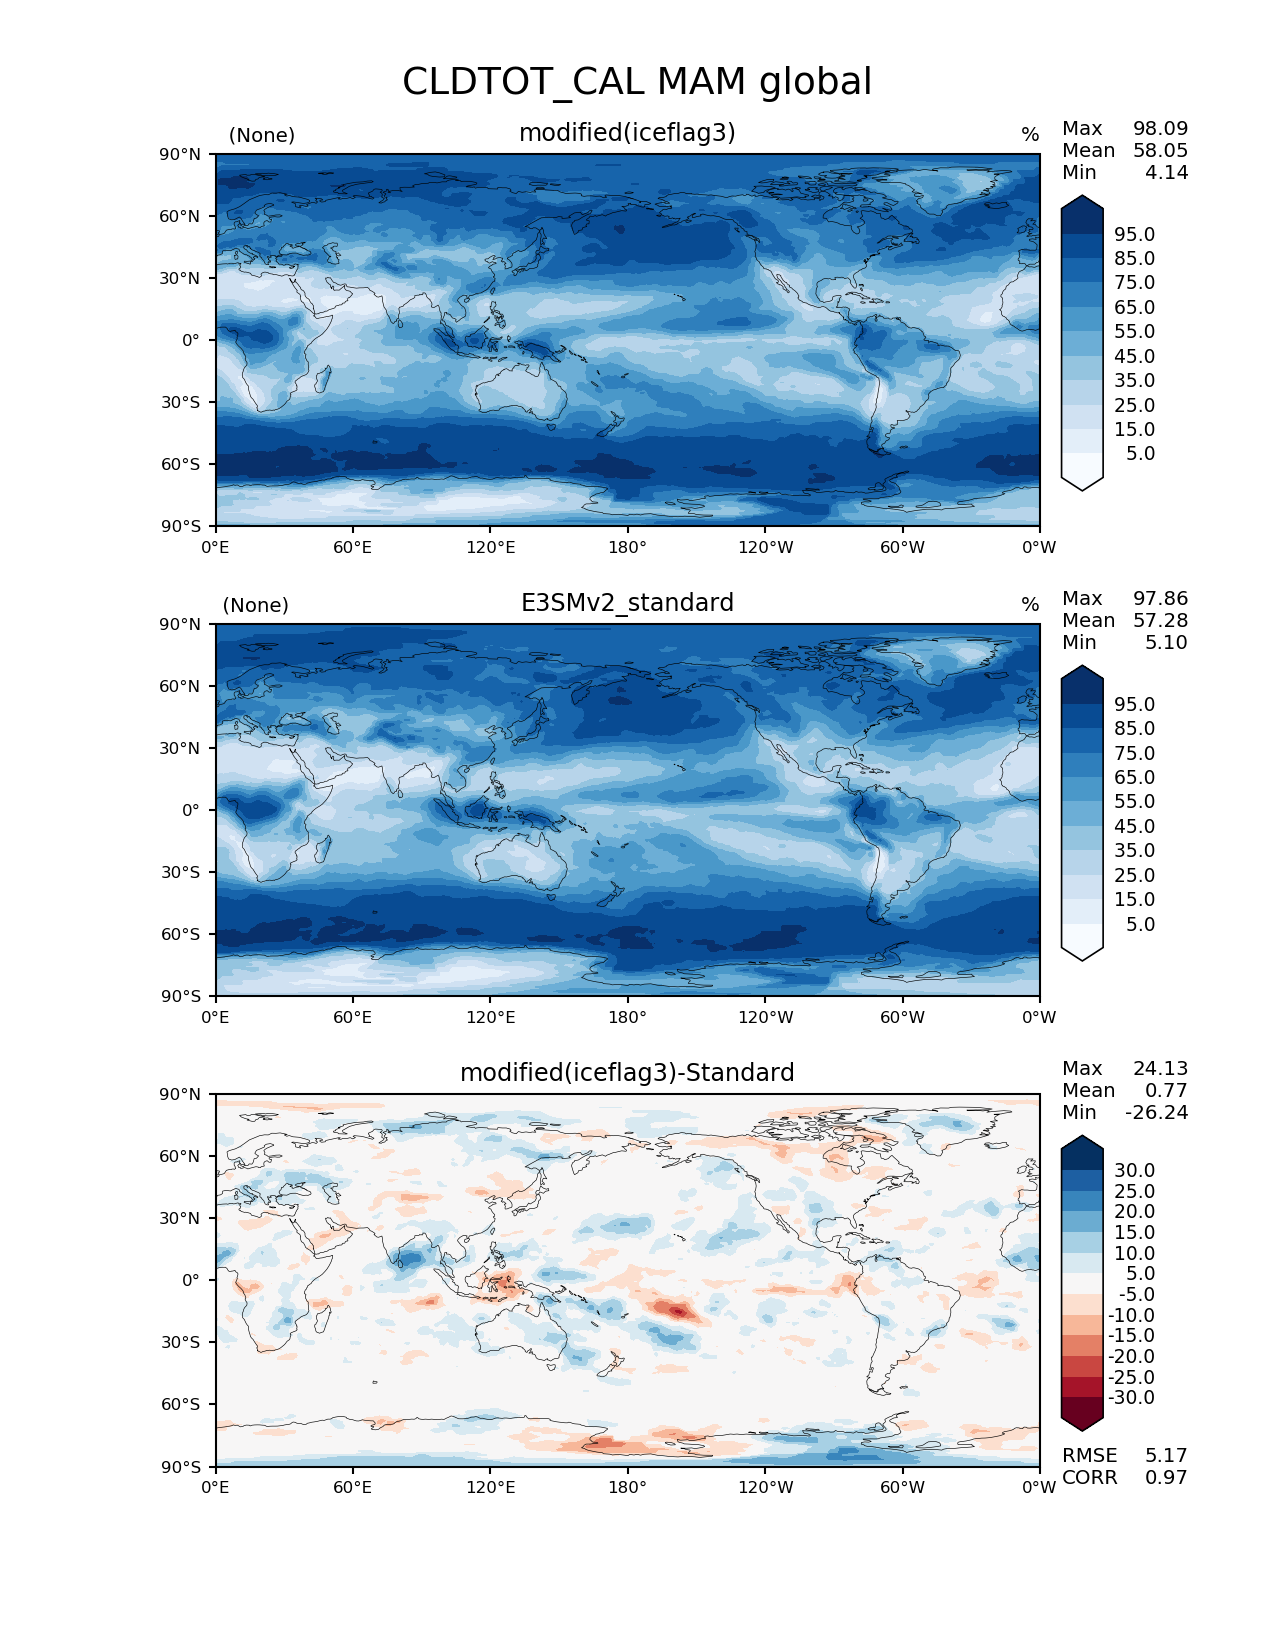 CLDTOT_CAL MAM global
(None) modified(iceflag3) %
Max 98.09
Mean 58.05
Min 4.14
90°N
60°N
30°N
0°
30°S
60°S
90°S
0°E 60°E 120°E 180° 120°W 60°W 0°W
95.0
85.0
75.0
65.0
55.0
45.0
35.0
25.0
15.0
5.0
(None) E3SMv2_standard %
Max 97.86
Mean 57.28
Min 5.10
90°N
60°N
30°N
0°
30°S
60°S
90°S
0°E 60°E 120°E 180° 120°W 60°W 0°W
95.0
85.0
75.0
65.0
55.0
45.0
35.0
25.0
15.0
5.0
modified(iceflag3)-Standard
Max 24.13
Mean 0.77
Min -26.24
90°N
60°N
30°N
0°
30°S
60°S
90°S
0°E 60°E 120°E 180° 120°W 60°W 0°W
30.0
25.0
20.0
15.0
10.0
5.0
-5.0
-10.0
-15.0
-20.0
-25.0
-30.0
RMSE 5.17
CORR 0.97